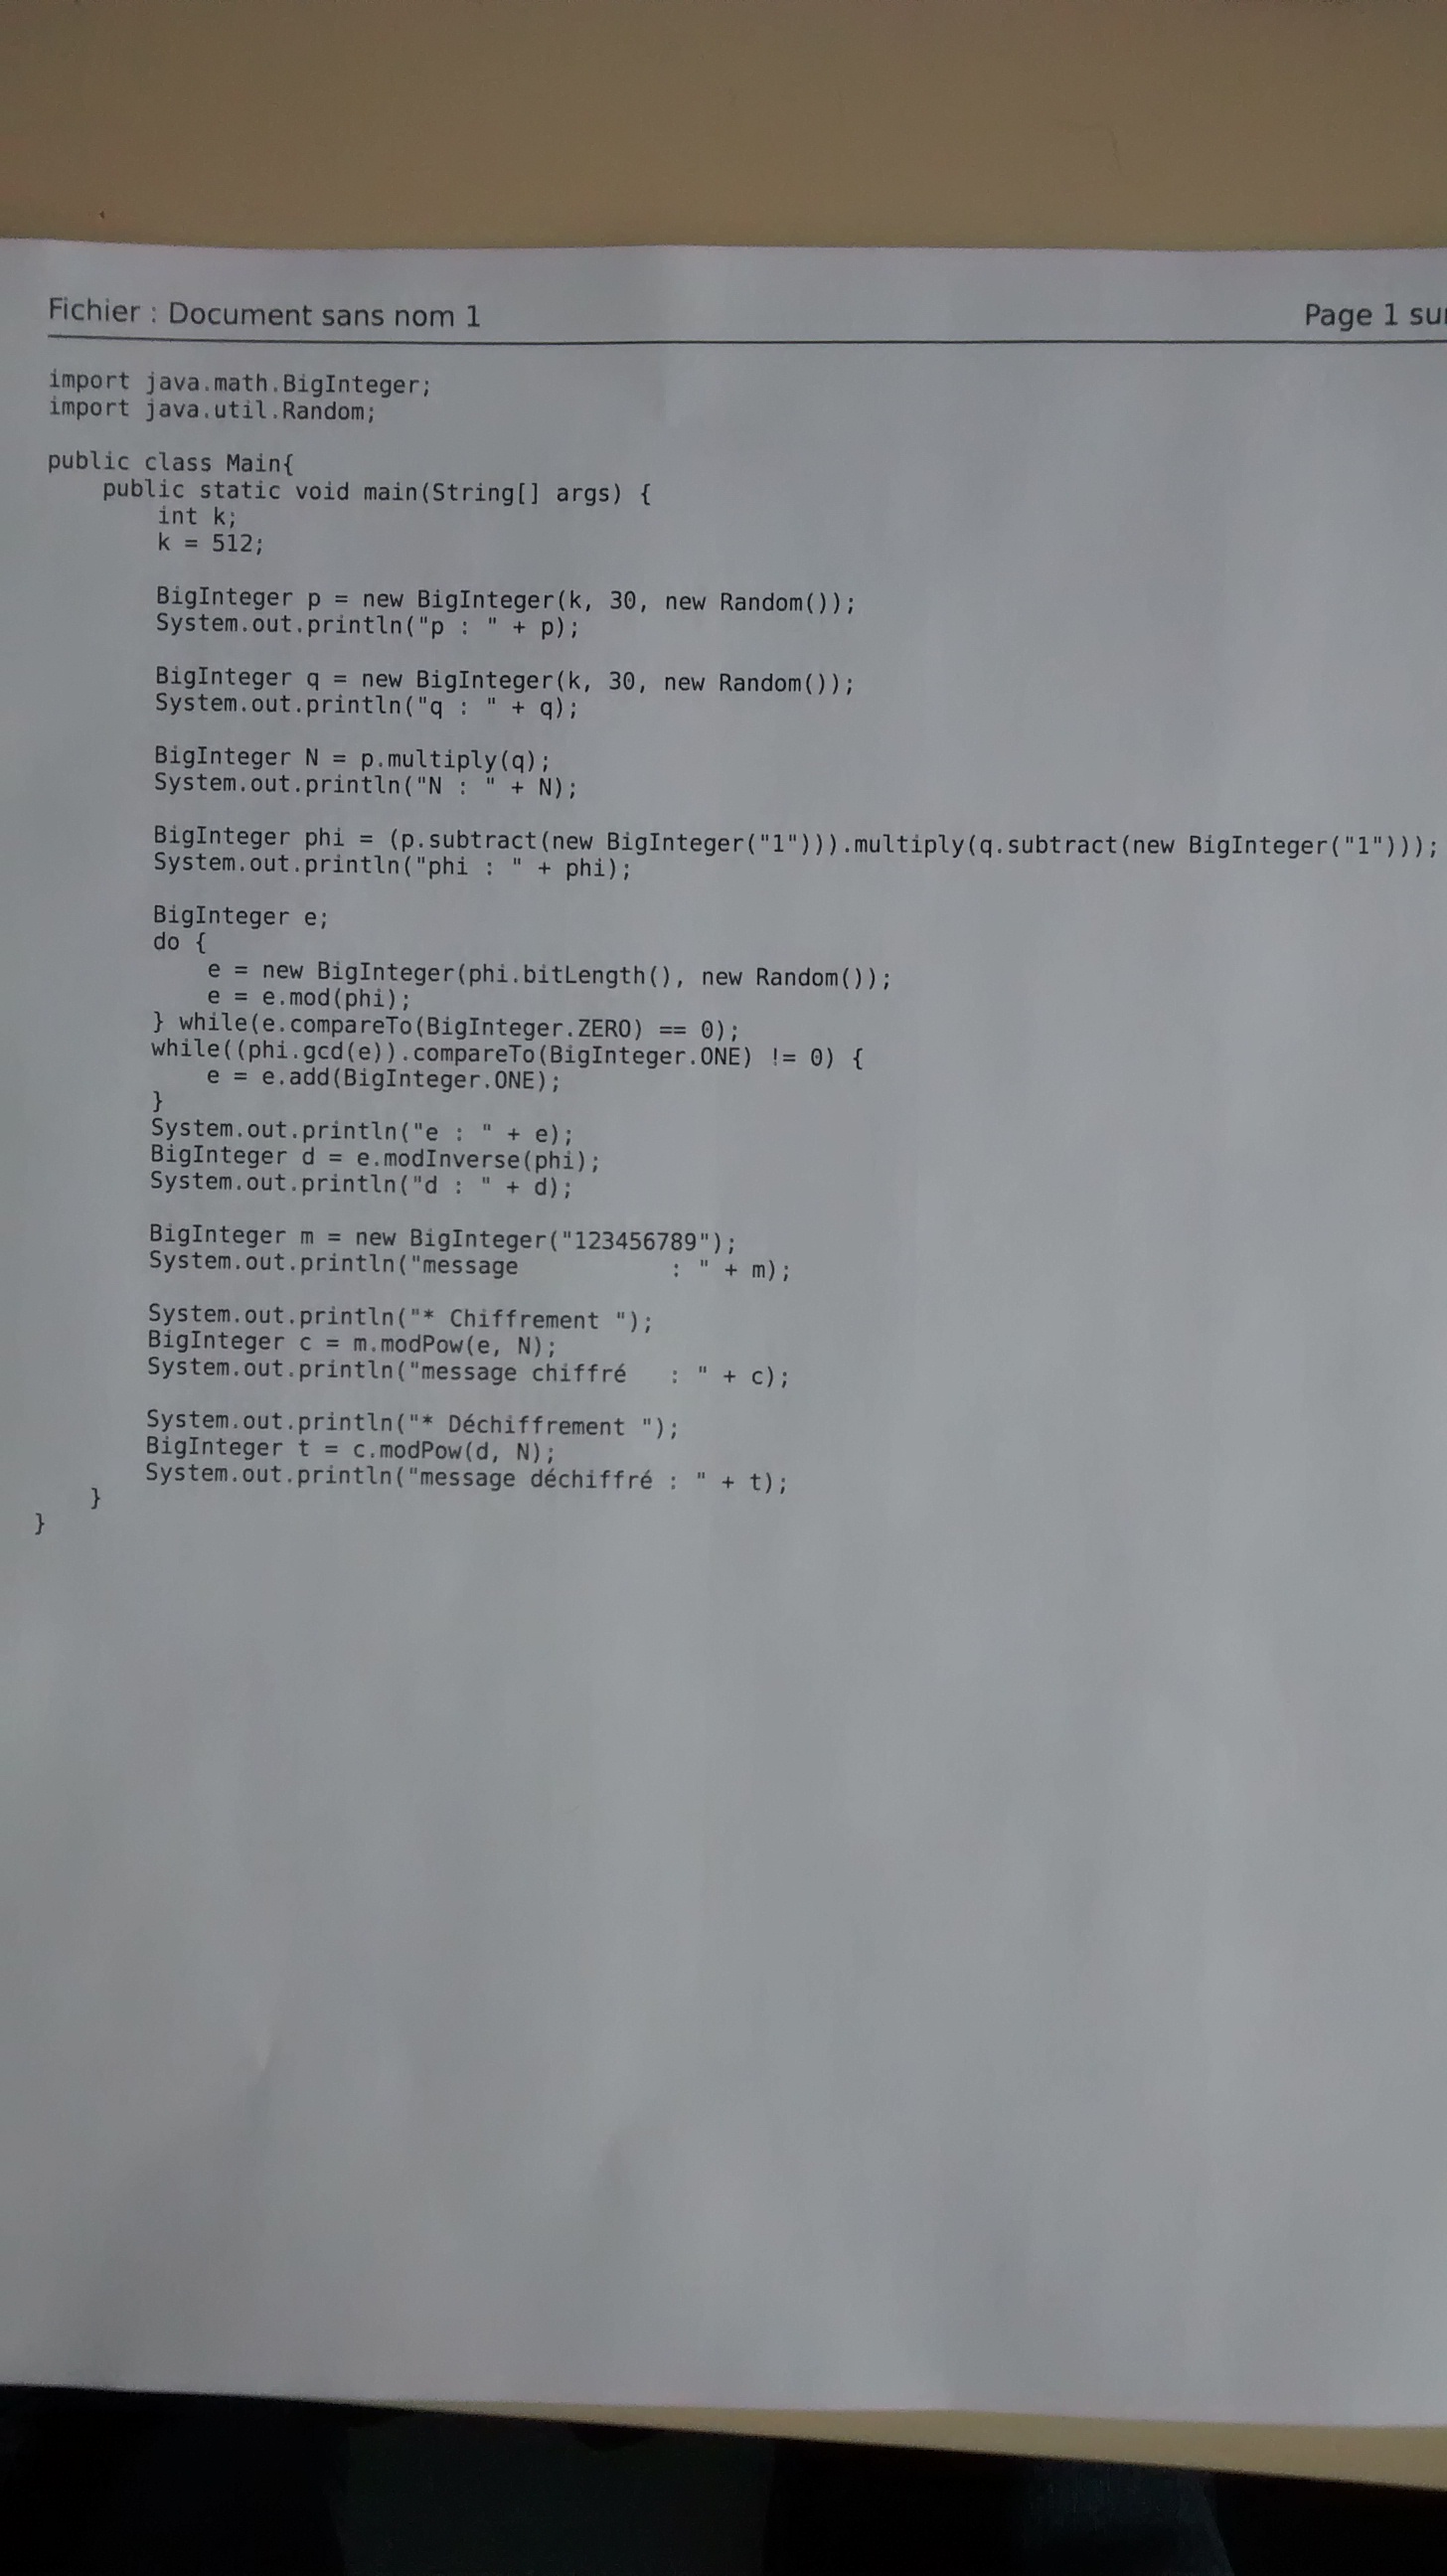 Fichier : Document sans nom 1
Page 1 sur
import java.math.BigInteger;
import java.util.Random;
public class Main{
    public static void main(String[] args) {
        int k;
        k = 512;
        BigInteger p = new BigInteger(k, 30, new Random());
        System.out.println("p : " + p);
        BigInteger q = new BigInteger(k, 30, new Random());
        System.out.println("q : " + q);
        BigInteger N = p.multiply(q);
        System.out.println("N : " + N);
        BigInteger phi = (p.subtract(new BigInteger("1"))).multiply(q.subtract(new BigInteger("1")));
        System.out.println("phi : " + phi);
        BigInteger e;
        do {
            e = new BigInteger(phi.bitLength(), new Random());
            e = e.mod(phi);
        } while(e.compareTo(BigInteger.ZERO) == 0);
        while((phi.gcd(e)).compareTo(BigInteger.ONE) != 0) {
            e = e.add(BigInteger.ONE);
        }
        System.out.println("e : " + e);
        BigInteger d = e.modInverse(phi);
        System.out.println("d : " + d);
        BigInteger m = new BigInteger("123456789");
        System.out.println("message           : " + m);
        System.out.println("* Chiffrement ");
        BigInteger c = m.modPow(e, N);
        System.out.println("message chiffré   : " + c);
        System.out.println("* Déchiffrement ");
        BigInteger t = c.modPow(d, N);
        System.out.println("message déchiffré : " + t);
    }
}